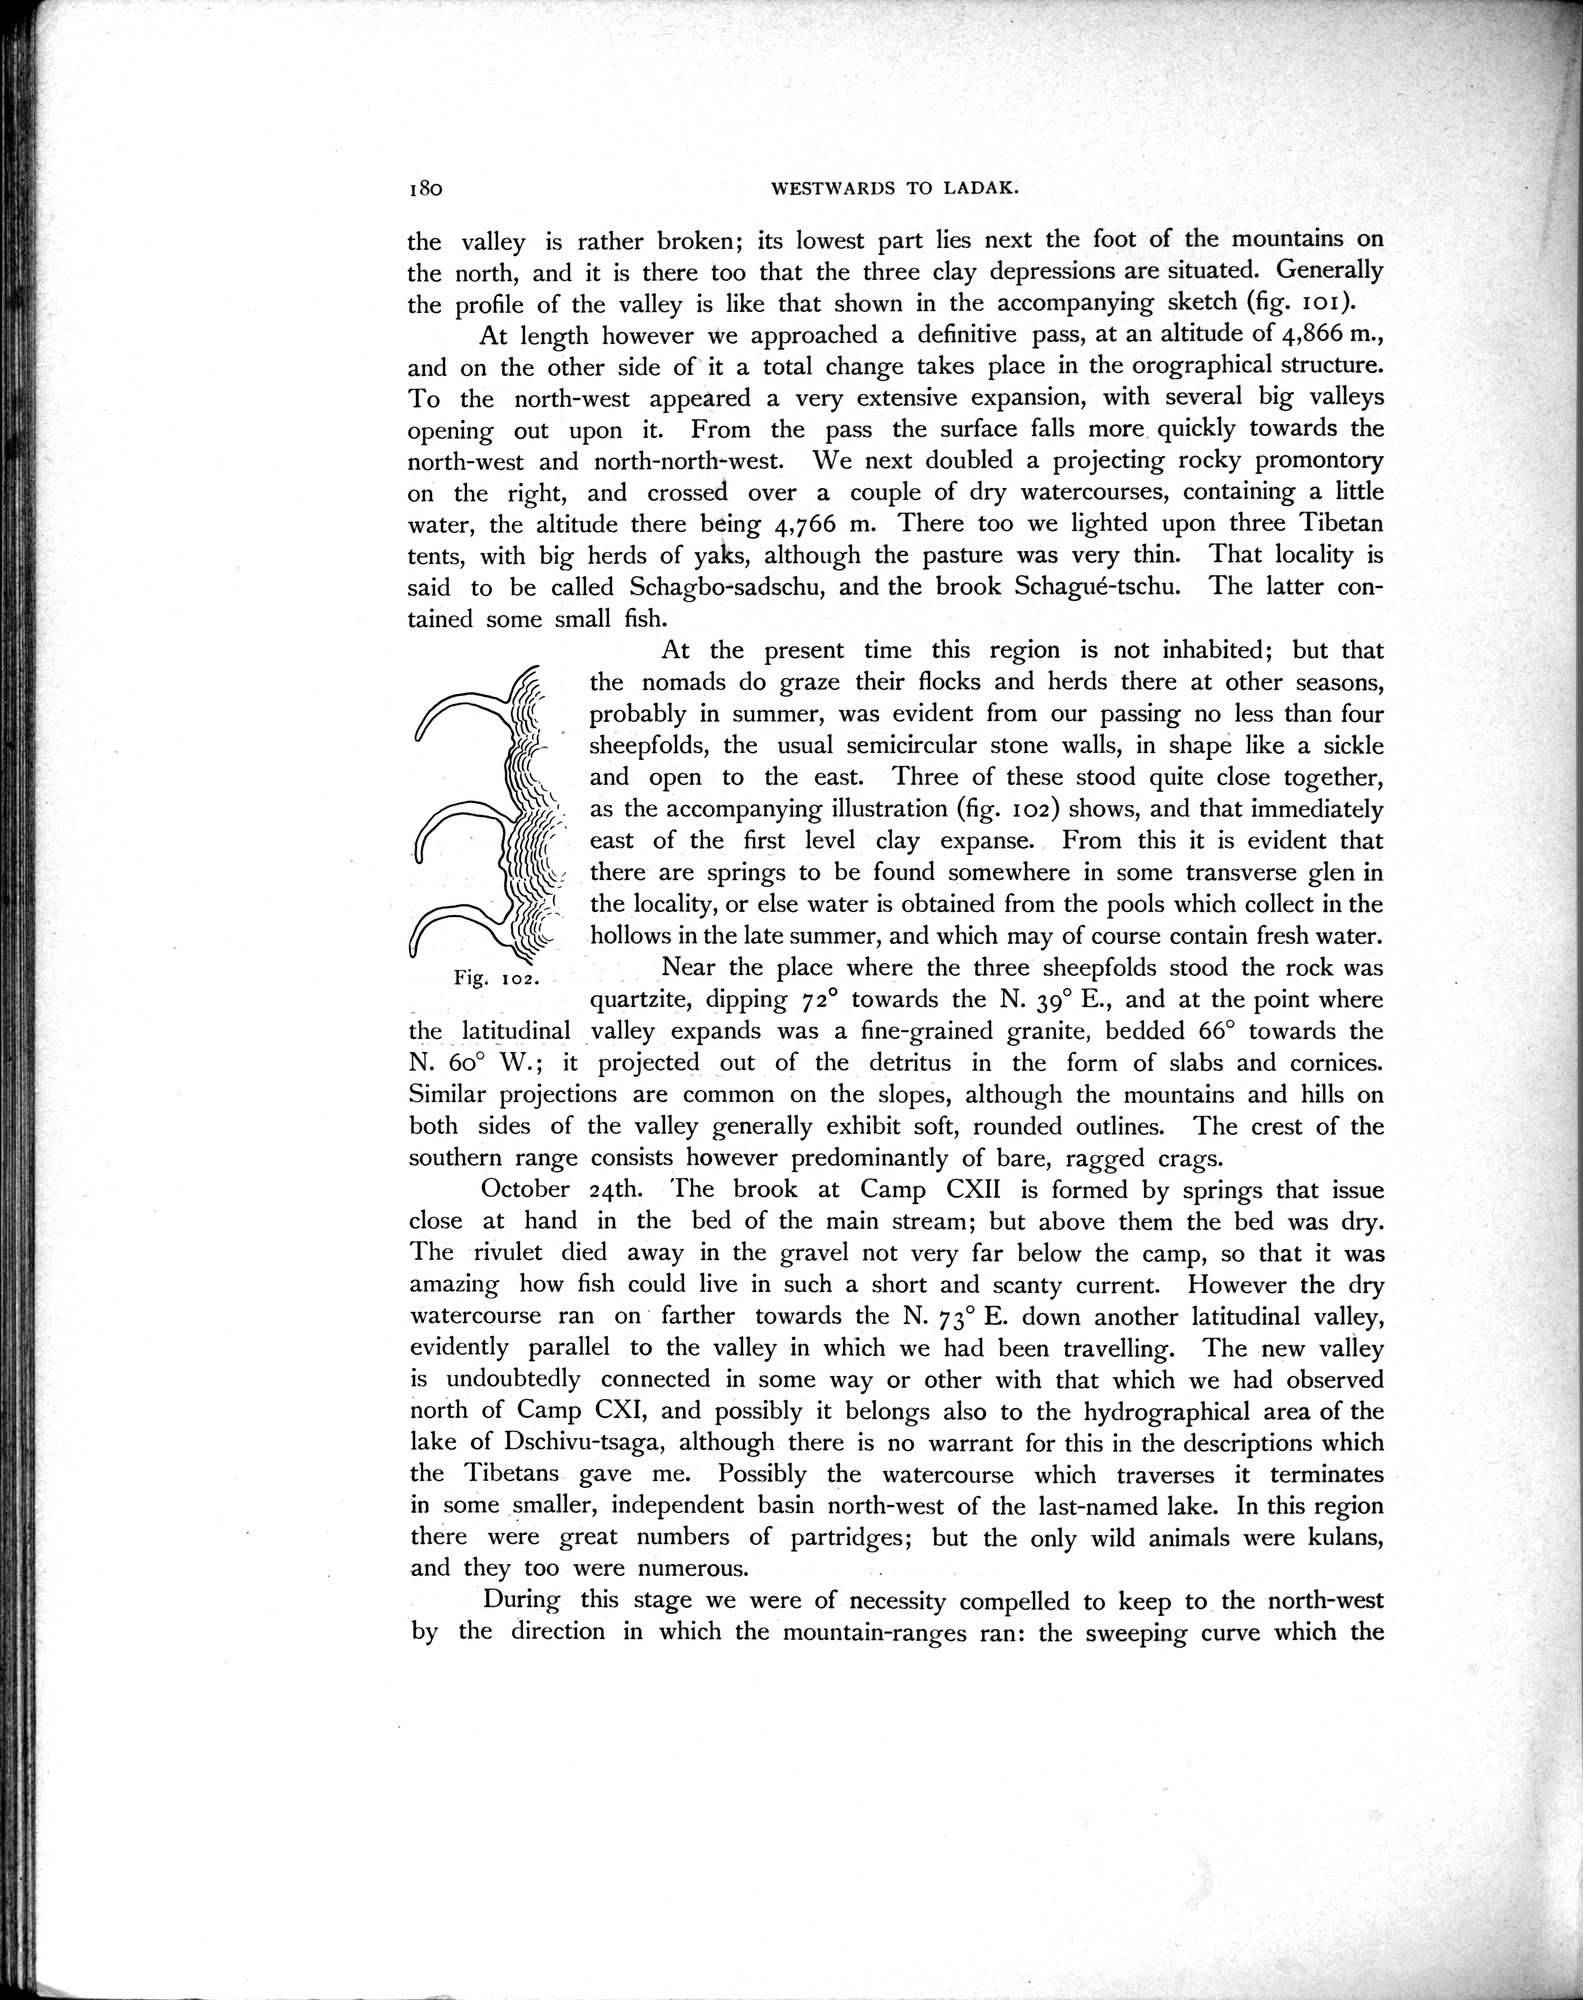 180
WESTWARDS TO LADAK.
the valley is rather broken; its lowest part lies next the foot of the mountains on
the north, and it is there too that the three clay depressions are situated. Generally
the profile of the valley is like that shown in the accompanying sketch (fig. 101).
At length however we approached a definitive pass, at an altitude of 4,866 m.,
and on the other side of it a total change takes place in the orographical structure.
To the north-west appeared a very extensive expansion, with several big valleys
opening out upon it. From the pass the surface falls more quickly towards the
north-west and north-north-west. We next doubled a projecting rocky promontory
on the right, and crossed over a couple of dry watercourses, containing a little
water, the altitude there being 4,766 m. There too we lighted upon three Tibetan
tents, with big herds of yaks, although the pasture was very thin. That locality is
said to be called Schagbo-sadschu, and the brook Schagué-tschu. The latter con-
tained some small fish.
At the present time this region is not inhabited; but that
the nomads do graze their flocks and herds there at other seasons,
probably in summer, was evident from our passing no less than four
sheepfolds, the usual semicircular stone walls, in shape like a sickle
and open to the east. Three of these stood quite close together,
as the accompanying illustration (fig. 102) shows, and that immediately
east of the first level clay expanse. From this it is evident that
there are springs to be found somewhere in some transverse glen in
the locality, or else water is obtained from the pools which collect in the
hollows in the late summer, and which may of course contain fresh water.
Fig. 102.
Near the place where the three sheepfolds stood the rock was
quartzite, dipping 72° towards the N. 39° E., and at the point where
the latitudinal valley expands was a fine-grained granite, bedded 66° towards the
N. 60° W.; it projected out of the detritus in the form of slabs and cornices.
Similar projections are common on the slopes, although the mountains and hills on
both sides of the valley generally exhibit soft, rounded outlines. The crest of the
southern range consists however predominantly of bare, ragged crags.
October 24th. The brook at Camp CXII is formed by springs that issue
close at hand in the bed of the main stream; but above them the bed was dry.
The rivulet died away in the gravel not very far below the camp, so that it was
amazing how fish could live in such a short and scanty current. However the dry
watercourse ran on farther towards the N. 73° E. down another latitudinal valley,
evidently parallel to the valley in which we had been travelling. The new valley
is undoubtedly connected in some way or other with that which we had observed
north of Camp CXI, and possibly it belongs also to the hydrographical area of the
lake of Dschivu-tsaga, although there is no warrant for this in the descriptions which
the Tibetans gave me. Possibly the watercourse which traverses it terminates
in some smaller, independent basin north-west of the last-named lake. In this region
there were great numbers of partridges; but the only wild animals were kulans,
and they too were numerous.
During this stage we were of necessity compelled to keep to the north-west
by the direction in which the mountain-ranges ran: the sweeping curve which the